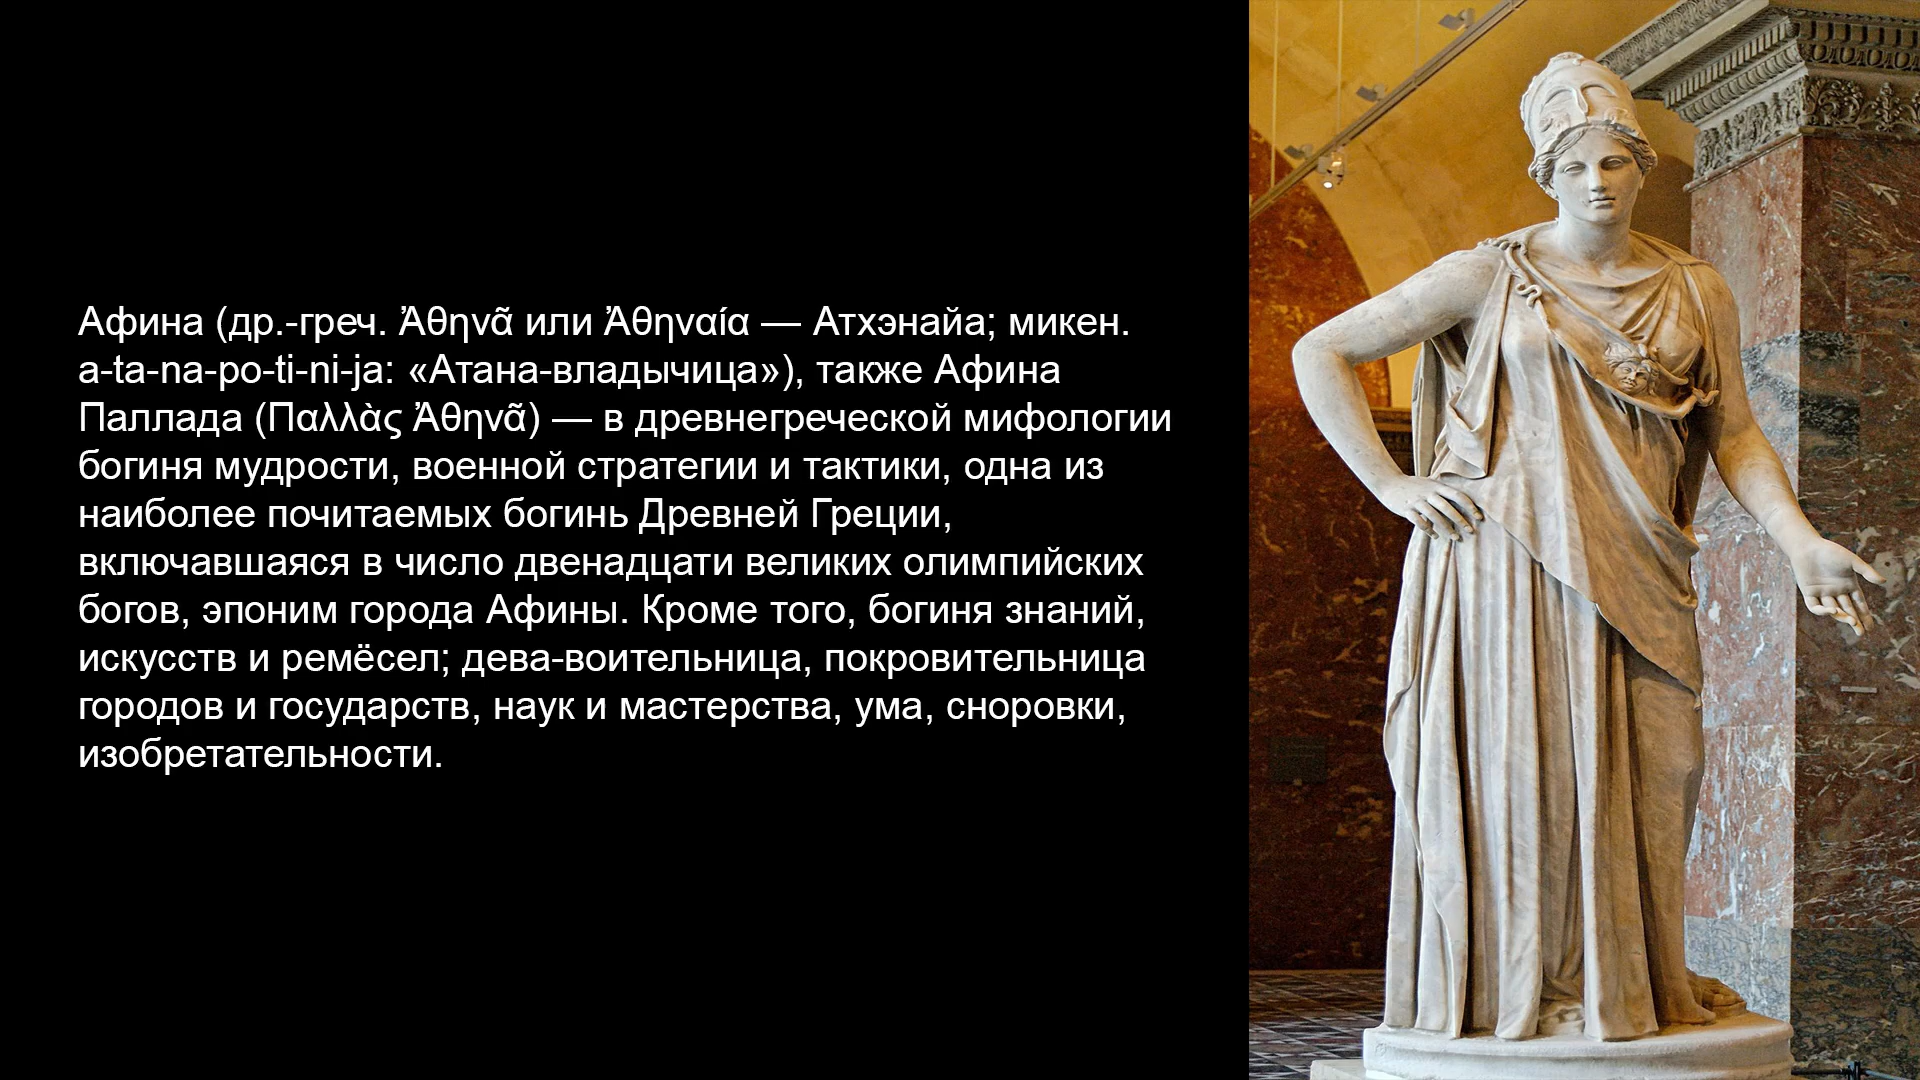 Афина (др.-греч. Ἀθηνᾶ или Ἀθηναία — Атхэнайа; микен.
a-ta-na-po-ti-ni-ja: «Атана-владычица»), также Афина
Паллада (Παλλὰς Ἀθηνᾶ) — в древнегреческой мифологии
богиня мудрости, военной стратегии и тактики, одна из
наиболее почитаемых богинь Древней Греции,
включавшаяся в число двенадцати великих олимпийских
богов, эпоним города Афины. Кроме того, богиня знаний,
искусств и ремёсел; дева-воительница, покровительница
городов и государств, наук и мастерства, ума, сноровки,
изобретательности.